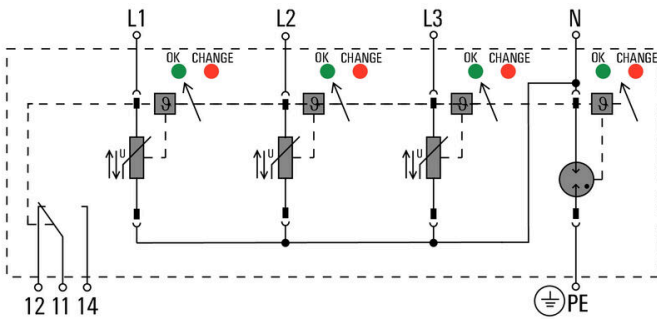 L1 L2 L3 N
OK CHANGE OK CHANGE OK CHANGE OK CHANGE
ϑ ϑ ϑ ϑ
U U U
12 11 14 PE